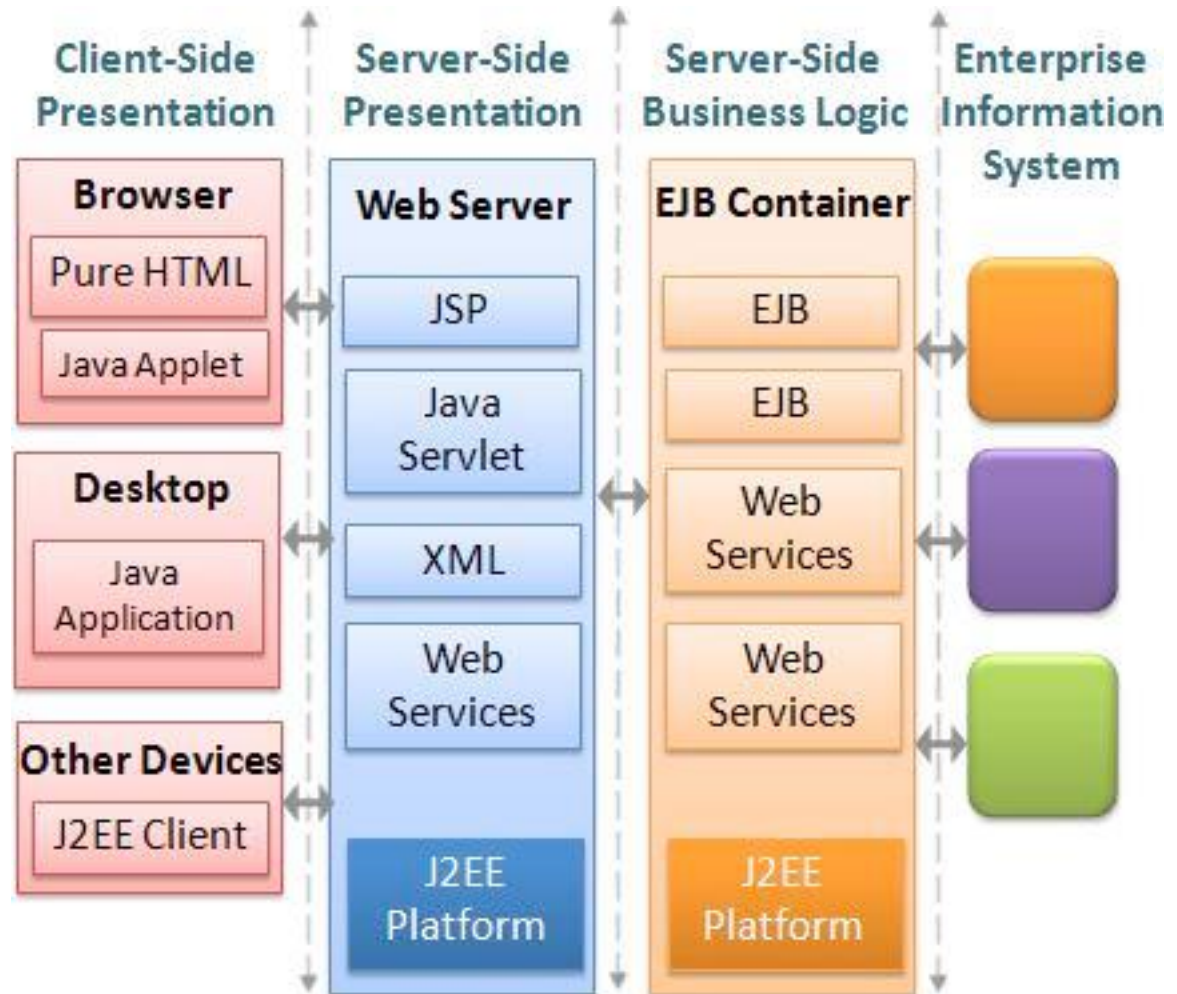 Client-Side
Presentation
Server-Side
Presentation
Server-Side
Business Logic
Enterprise
Information
System
Browser
Pure HTML
Java Applet
Desktop
Java
Application
Other Devices
J2EE Client
Web Server
JSP
Java
Servlet
XML
Web
Services
J2EE
Platform
EJB Container
EJB
EJB
Web
Services
Web
Services
J2EE
Platform